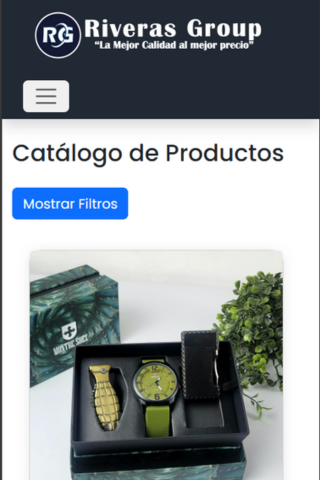 RG
Riveras Group
“La Mejor Calidad al mejor precio”
Catálogo de Productos
Mostrar Filtros